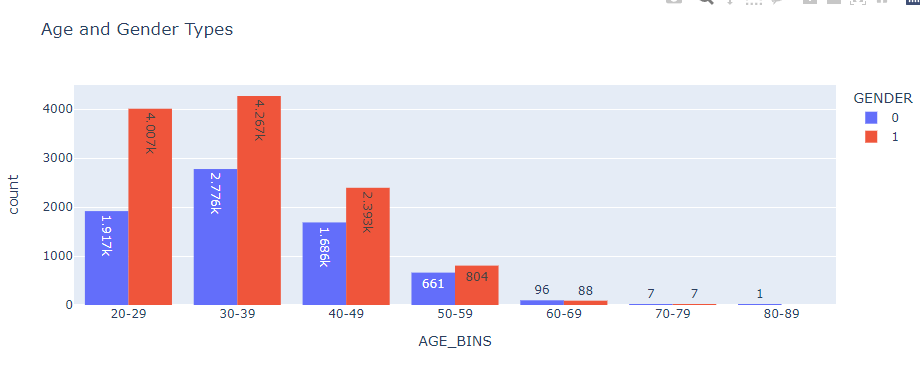 Age and Gender Types
GENDER
0
1
count
4000
3000
2000
1000
0
1.917k
4.007k
2.776k
4.267k
1.686k
2.393k
661
804
96
88
7
7
1
20-29
30-39
40-49
50-59
60-69
70-79
80-89
AGE_BINS